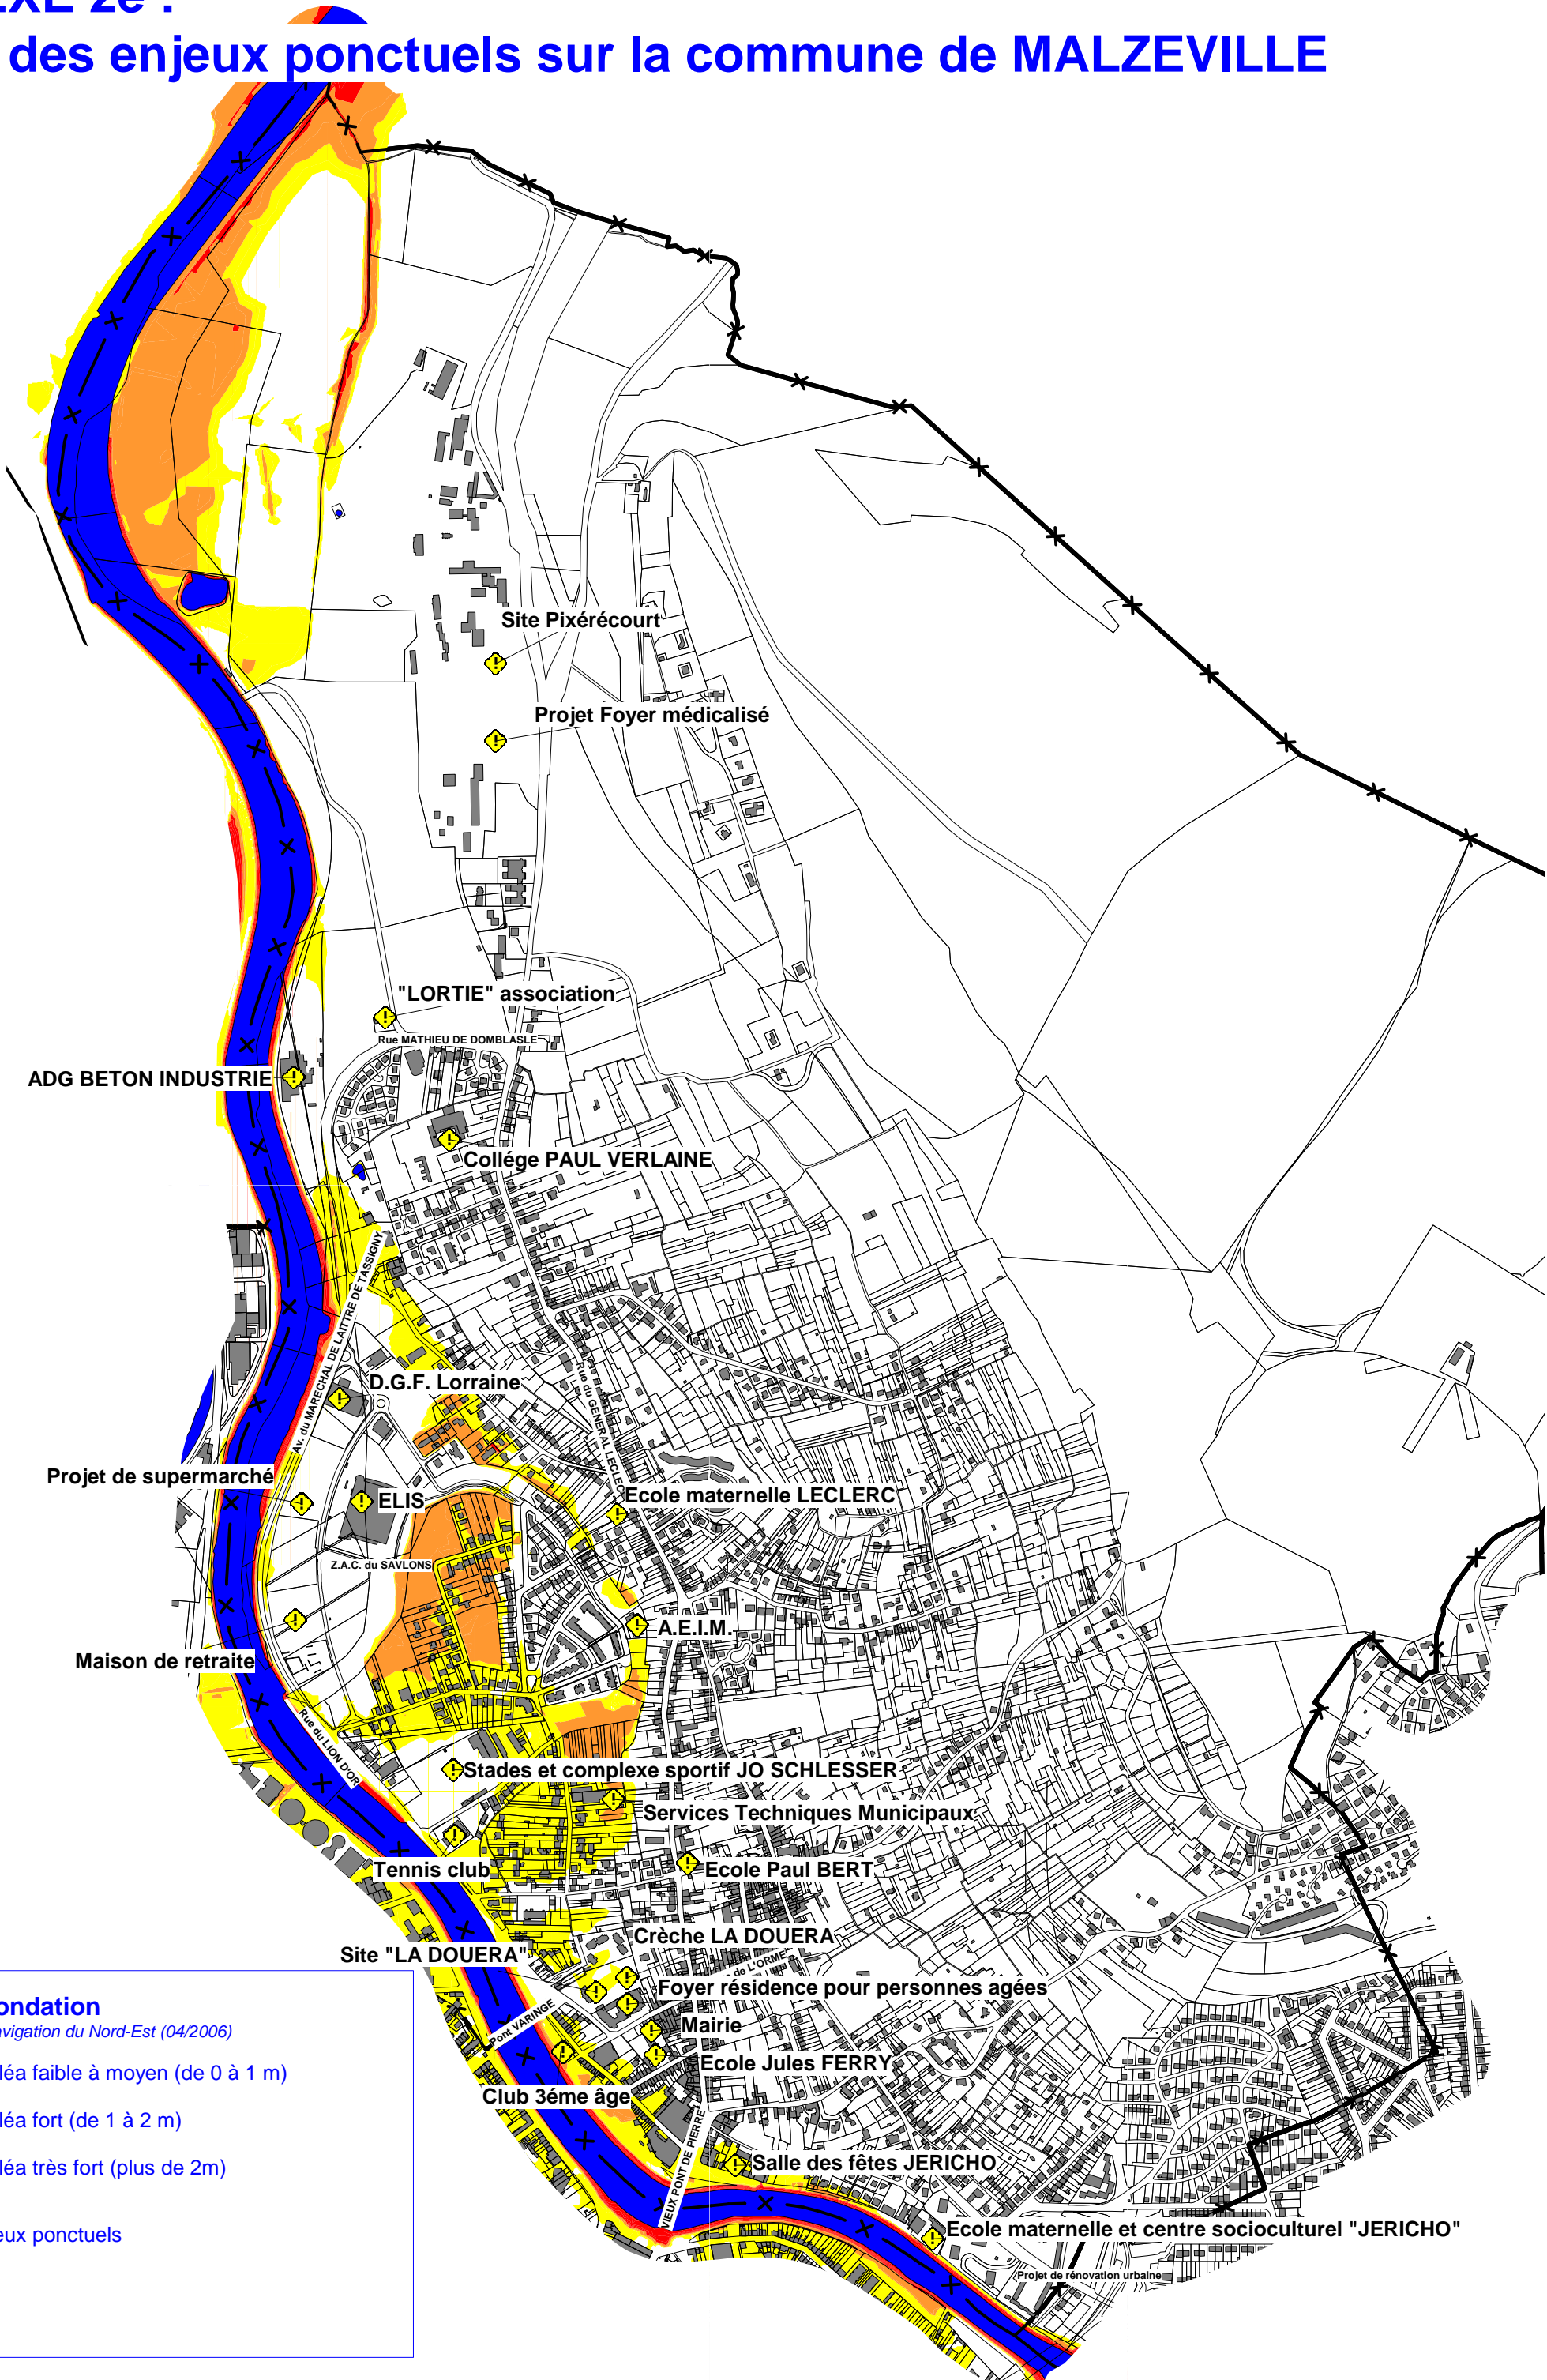 2e :
des enjeux ponctuels sur la commune de MALZEVILLE
Site Pixérécourt
Projet Foyer médicalisé
"LORTIE" association
Rue MATHIEU DE DOMBLASLE
ADG BETON INDUSTRIE
Collége PAUL VERLAINE
Av. du MARECHAL DE LAITTRE DE TASSIGNY
D.G.F. Lorraine
Rue du GENERAL LECLEC
Projet de supermarché
ELIS
Ecole maternelle LECLERC
Z.A.C. du SAVLONS
A.E.I.M.
Maison de retraite
Rue du LION D'OR
Stades et complexe sportif JO SCHLESSER
Services Techniques Municipaux
Tennis club
Ecole Paul BERT
Crèche LA DOUERA
Site "LA DOUERA"
de L'ORME
Foyer résidence pour personnes agées
Pont VARINGE
Mairie
Ecole Jules FERRY
Club 3éme âge
VIEUX PONT DE PIERRE
Salle des fêtes JERICHO
Ecole maternelle et centre socioculturel "JERICHO"
Projet de rénovation urbaine
ondation
avigation du Nord-Est (04/2006)
léa faible à moyen (de 0 à 1 m)
léa fort (de 1 à 2 m)
léa très fort (plus de 2m)
eux ponctuels